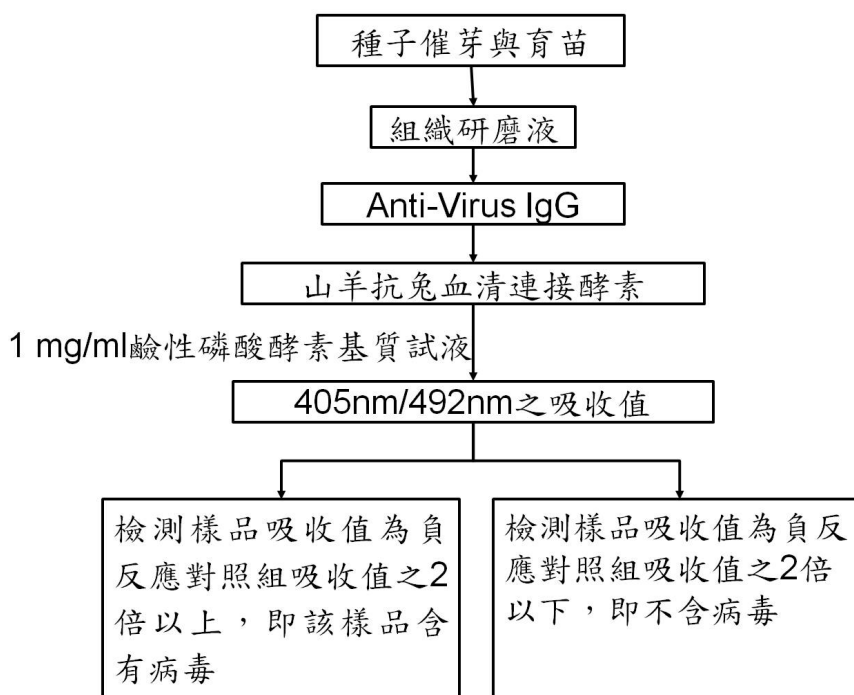 種子催芽與育苗
組織研磨液
Anti-Virus IgG
山羊抗兔血清連接酵素
1 mg/ml鹼性磷酸酵素基質試液
405nm/492nm之吸收值
檢測樣品吸收值為負
反應對照組吸收值之2
倍以上，即該樣品含
有病毒
檢測樣品吸收值為負反
應對照組吸收值之2倍
以下，即不含病毒